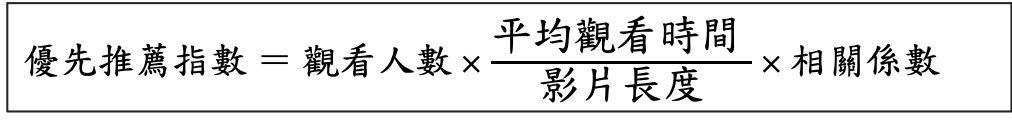 優先推薦指數 = 觀看人數 × 平均觀看時間 / 影片長度 × 相關係數